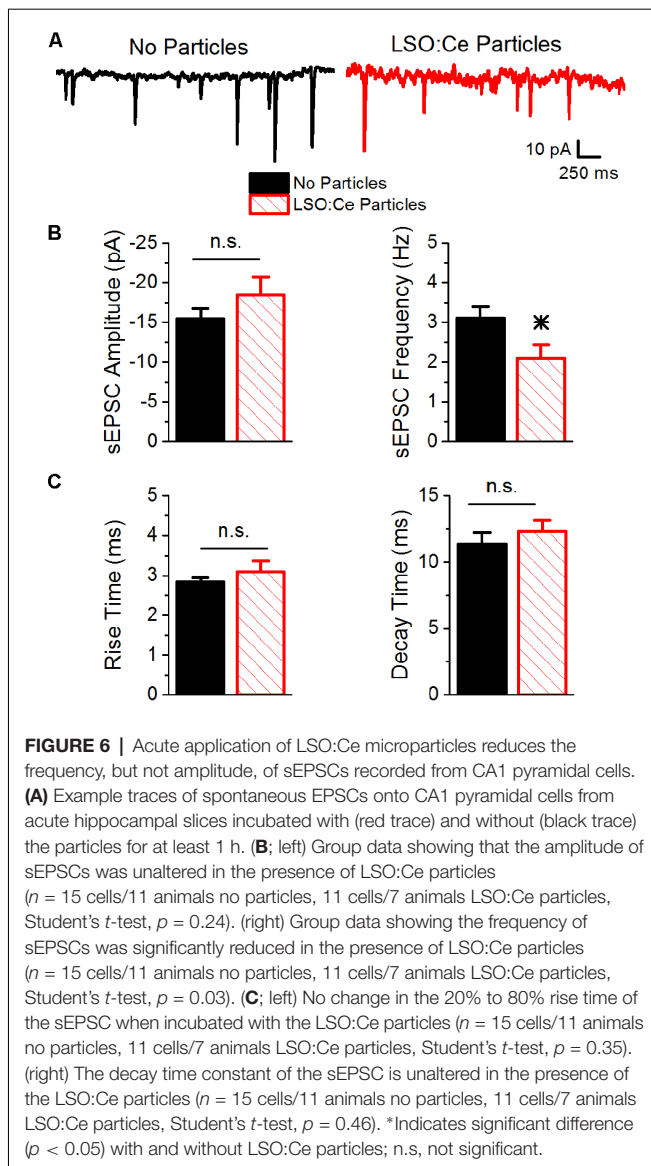 A
No Particles
LSO:Ce Particles
10 pA
250 ms
No Particles
LSO:Ce Particles
B
sEPSC Amplitude (pA)
-25
-20
-15
-10
-5
0
n.s.
sEPSC Frequency (Hz)
5
4
3
2
1
0
*
C
Rise Time (ms)
5
4
3
2
1
0
n.s.
Decay Time (ms)
15
10
5
0
n.s.
FIGURE 6 | Acute application of LSO:Ce microparticles reduces the
frequency, but not amplitude, of sEPSCs recorded from CA1 pyramidal cells.
(A) Example traces of spontaneous EPSCs onto CA1 pyramidal cells from
acute hippocampal slices incubated with (red trace) and without (black trace)
the particles for at least 1 h. (B; left) Group data showing that the amplitude of
sEPSCs was unaltered in the presence of LSO:Ce particles
(n = 15 cells/11 animals no particles, 11 cells/7 animals LSO:Ce particles,
Student's t-test, p = 0.24). (right) Group data showing the frequency of
sEPSCs was significantly reduced in the presence of LSO:Ce particles
(n = 15 cells/11 animals no particles, 11 cells/7 animals LSO:Ce particles,
Student's t-test, p = 0.03). (C; left) No change in the 20% to 80% rise time of
the sEPSC when incubated with the LSO:Ce particles (n = 15 cells/11 animals
no particles, 11 cells/7 animals LSO:Ce particles, Student's t-test, p = 0.35).
(right) The decay time constant of the sEPSC is unaltered in the presence of
the LSO:Ce particles (n = 15 cells/11 animals no particles, 11 cells/7 animals
LSO:Ce particles, Student's t-test, p = 0.46). *Indicates significant difference
(p < 0.05) with and without LSO:Ce particles; n.s, not significant.